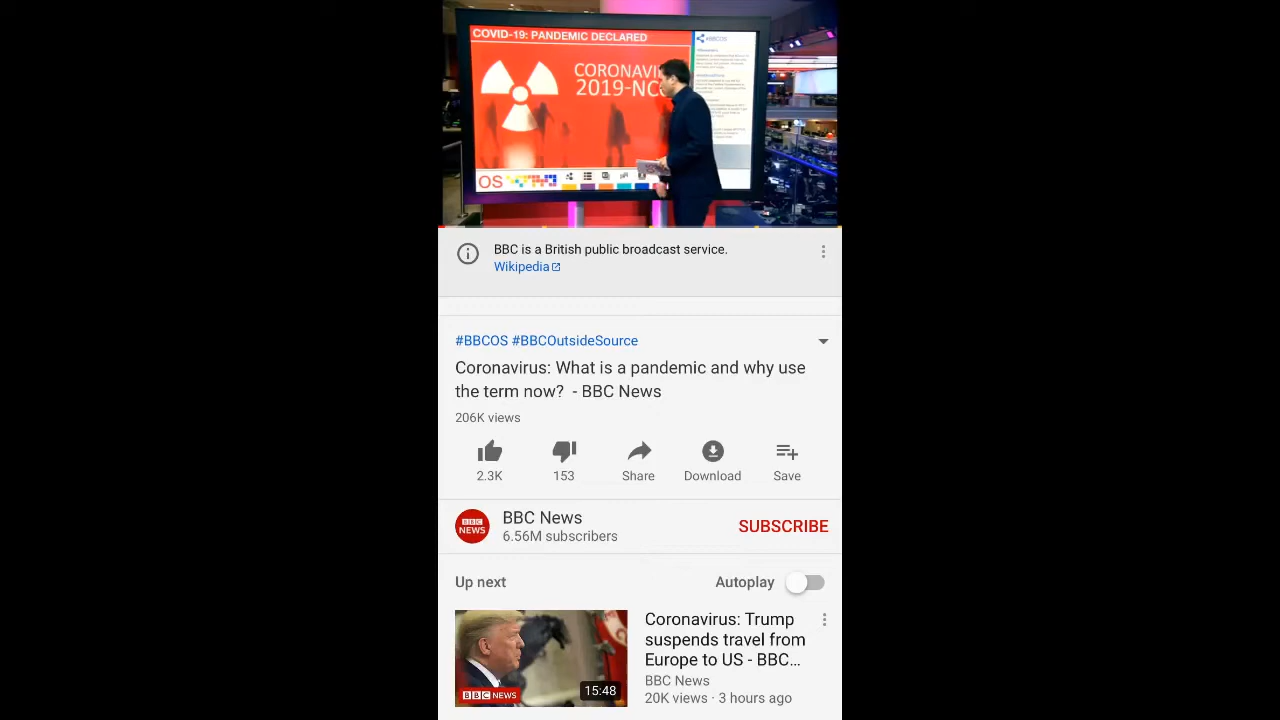 COVID-19: PANDEMIC DECLARED
#BBCOS
CORONAVI
2019-NC
OS
BBC is a British public broadcast service.
Wikipedia
#BBCOS #BBCOutsideSource
Coronavirus: What is a pandemic and why use
the term now? - BBC News
206K views
2.3K 153 Share Download Save
BBC NEWS
BBC News
6.56M subscribers
SUBSCRIBE
Up next
Autoplay
BBC NEWS
15:48
Coronavirus: Trump
suspends travel from
Europe to US - BBC...
BBC News
20K views · 3 hours ago